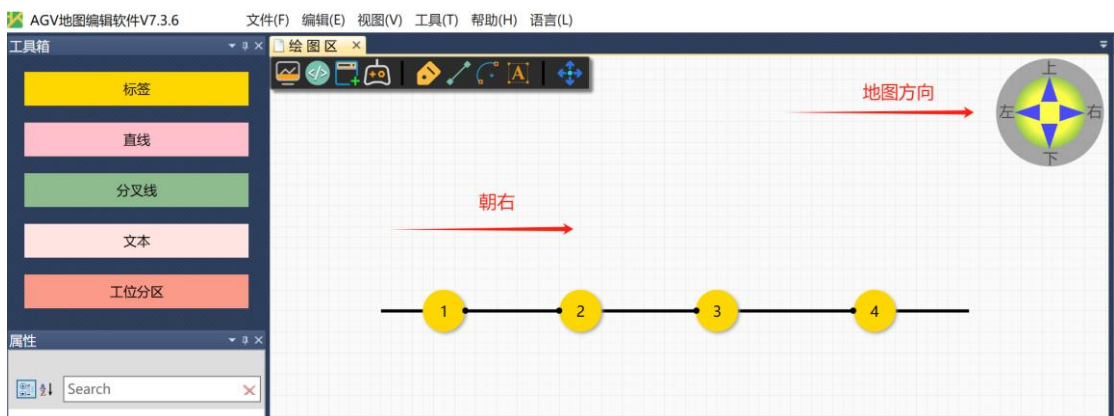 AGV地图编辑软件V7.3.6 文件(F) 编辑(E) 视图(V) 工具(T) 帮助(H) 语言(L)
工具箱
绘图区
标签
直线
分叉线
文本
工位分区
属性
Search
A
地图方向
上
左
右
下
朝右
1
2
3
4